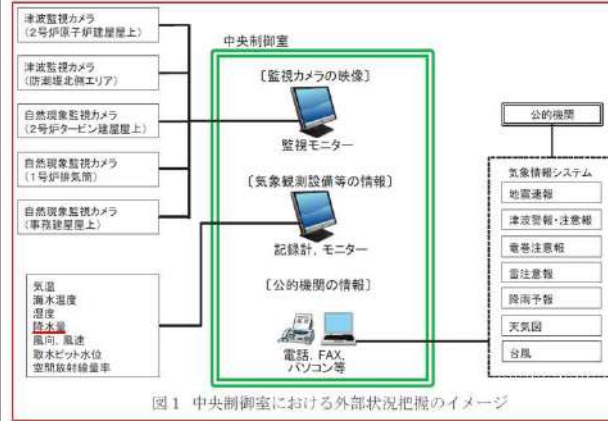 津波監視カメラ
(2号炉原子炉建屋屋上)
津波監視カメラ
(防潮堤北側エリア)
自然現象監視カメラ
(2号炉タービン建屋屋上)
自然現象監視カメラ
(1号炉排気筒)
自然現象監視カメラ
(事務建屋屋上)
気温
海水温度
湿度
降水量
風向、風速
取水ピット水位
空間放射線量率
中央制御室
〔監視カメラの映像〕
監視モニター
〔気象観測設備等の情報〕
記録計、モニター
〔公的機関の情報〕
電話、FAX、
パソコン等
公的機関
気象情報システム
地震速報
津波警報・注意報
竜巻注意報
雷注意報
降雨予報
天気図
台風
図1 中央制御室における外部状況把握のイメージ